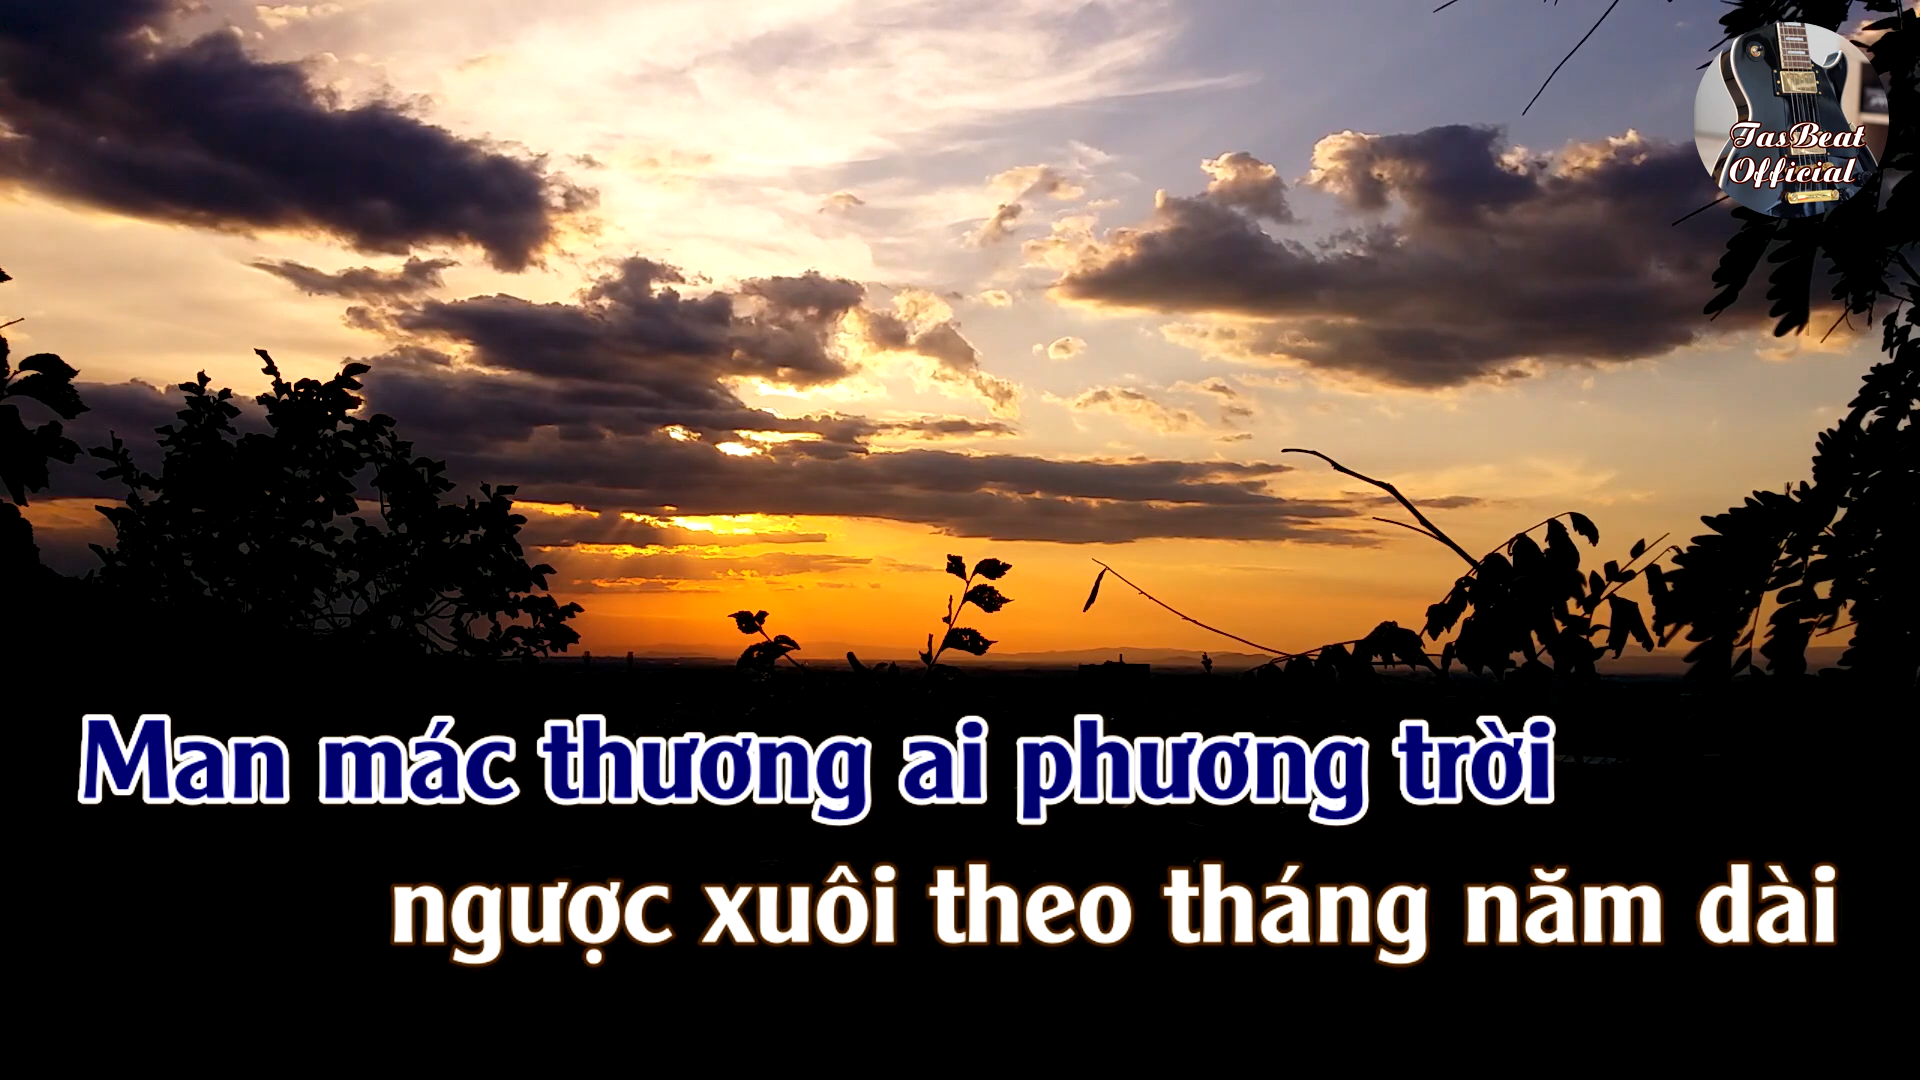 TasBeat
Official
Man mác thương ai phương trời
ngược xuôi theo tháng năm dài